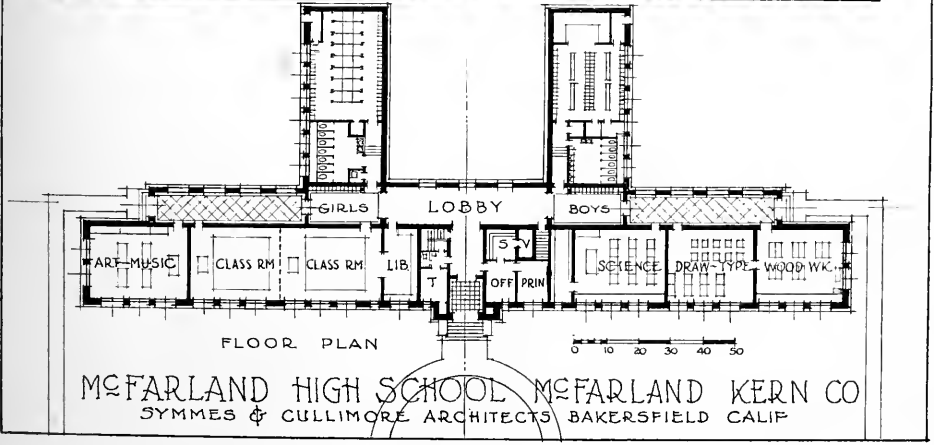 GIRLS LOBBY BOYS
S V
ART-MUSIC CLASS RM. CLASS RM. LIB. T OFF PRIN SCIENCE DRAW-TYPE WOOD WK.
FLOOR PLAN
0 10 20 30 40 50
McFARLAND HIGH SCHOOL McFARLAND KERN CO
SYMMES & CULLIMORE ARCHITECTS BAKERSFIELD CALIF